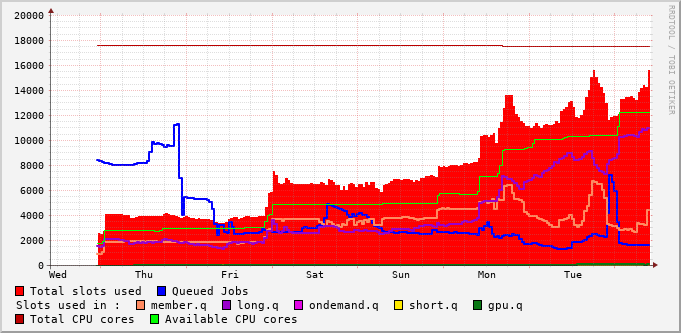 20000
18000
16000
14000
12000
10000
8000
6000
4000
2000
0
Wed Thu Fri Sat Sun Mon Tue
Total slots used Queued Jobs
Slots used in : member.q long.q ondemand.q short.q gpu.q
Total CPU cores Available CPU cores
RRDTOOL / TOBI OETIKER